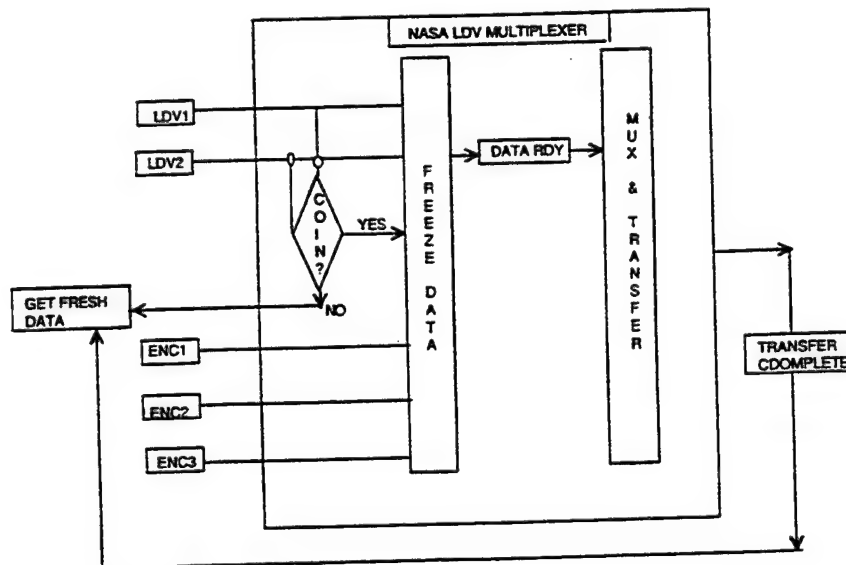 NASA LDV MULTIPLEXER
LDV1
LDV2
COIN?
YES
NO
FREEZE DATA
DATA RDY
MUX & TRANSFER
GET FRESH
DATA
ENC1
ENC2
ENC3
TRANSFER
CDOMPLETE